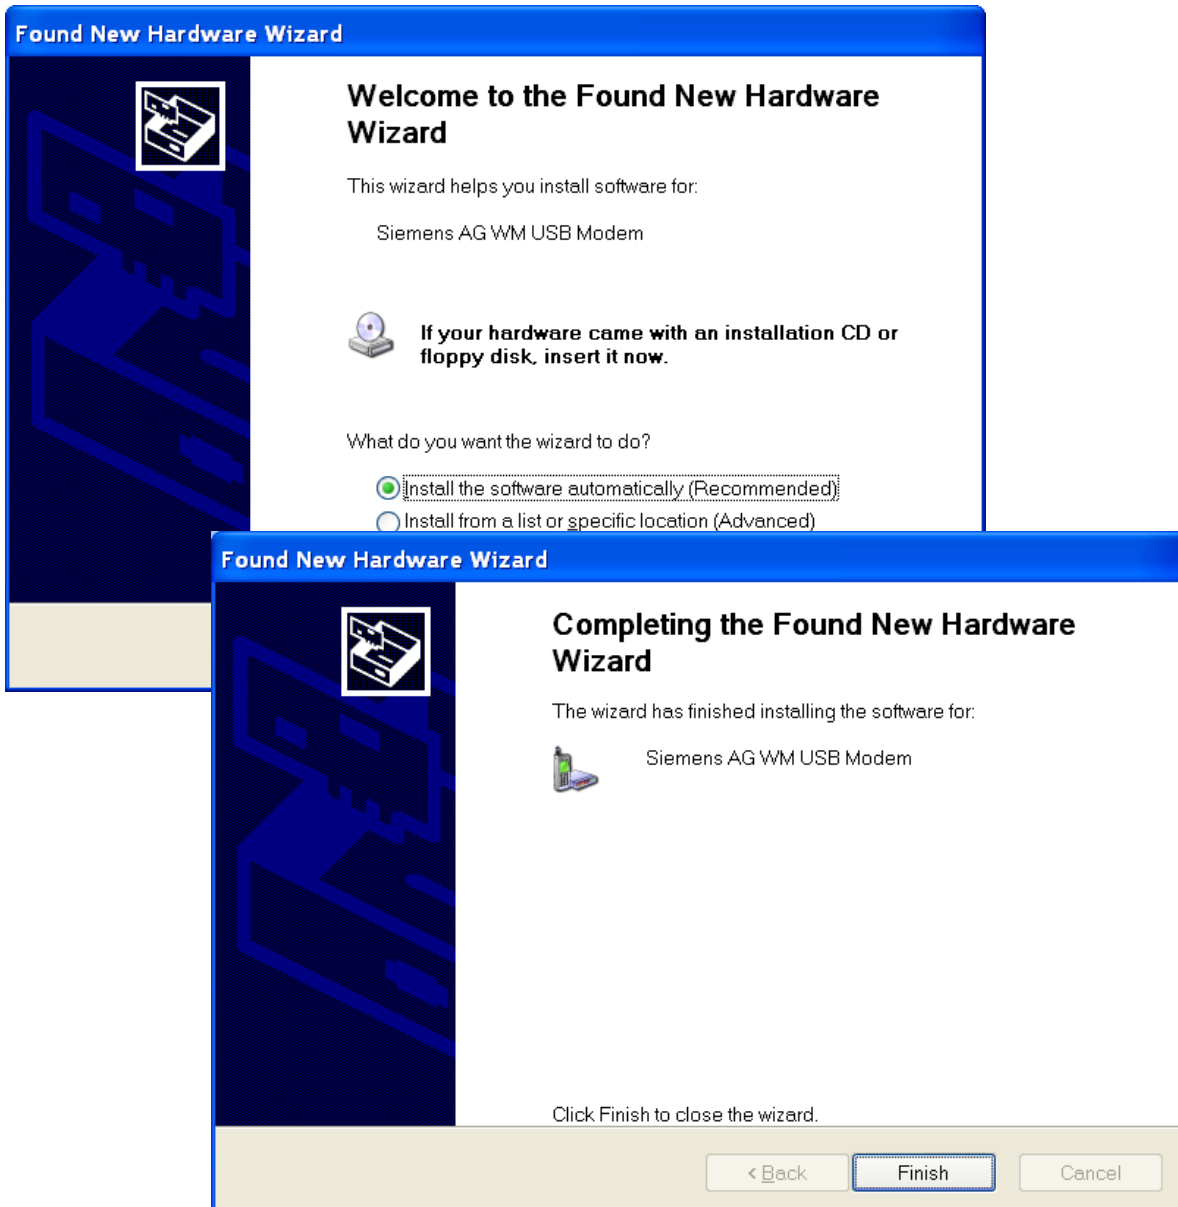 Found New Hardware Wizard
Welcome to the Found New Hardware
Wizard
This wizard helps you install software for:
Siemens AG WM USB Modem
If your hardware came with an installation CD or
floppy disk, insert it now.
What do you want the wizard to do?
Install the software automatically (Recommended)
Install from a list or specific location (Advanced)
Found New Hardware Wizard
Completing the Found New Hardware
Wizard
The wizard has finished installing the software for:
Siemens AG WM USB Modem
Click Finish to close the wizard.
< Back Finish Cancel